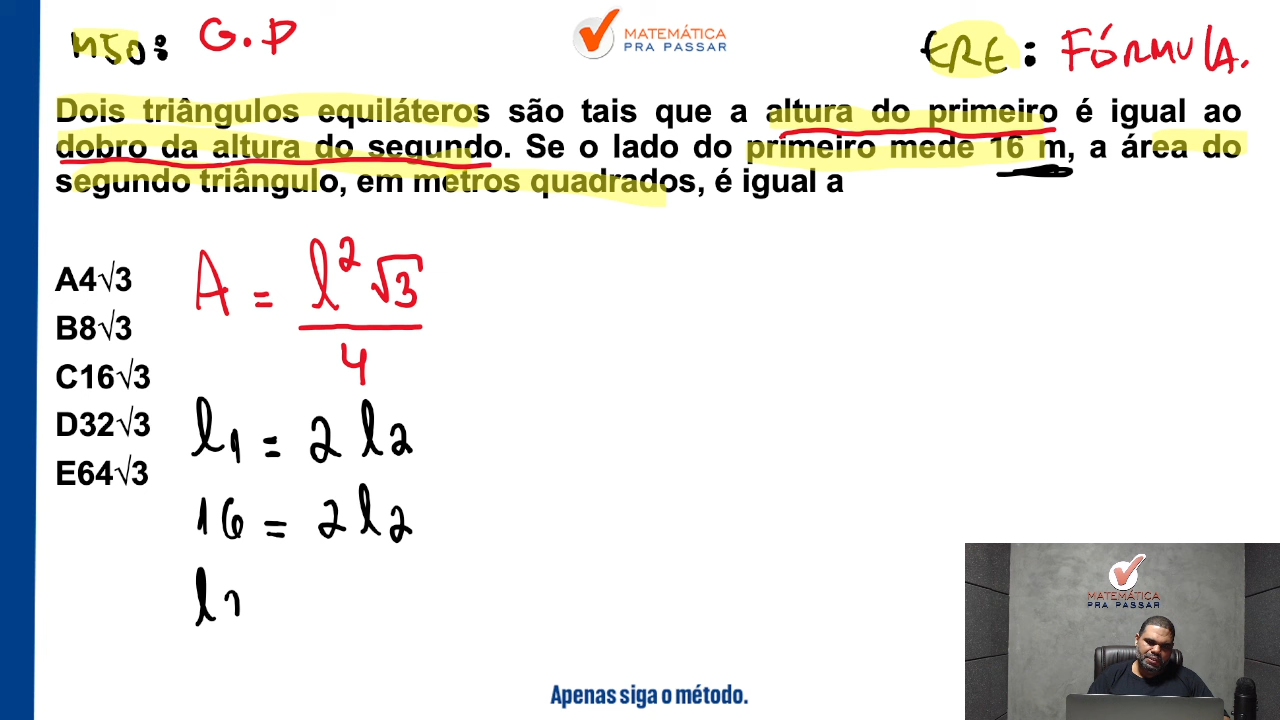 M50: G.P
MATEMÁTICA
PRA PASSAR
ERE: FÓRMULA.
Dois triângulos equiláteros são tais que a altura do primeiro é igual ao
dobro da altura do segundo. Se o lado do primeiro mede 16 m, a área do
segundo triângulo, em metros quadrados, é igual a
A4√3
B8√3
C16√3
D32√3
E64√3
A = l² √3
4
l1 = 2 l2
16 = 2 l2
l2
MATEMÁTICA
PRA PASSAR
Apenas siga o método.